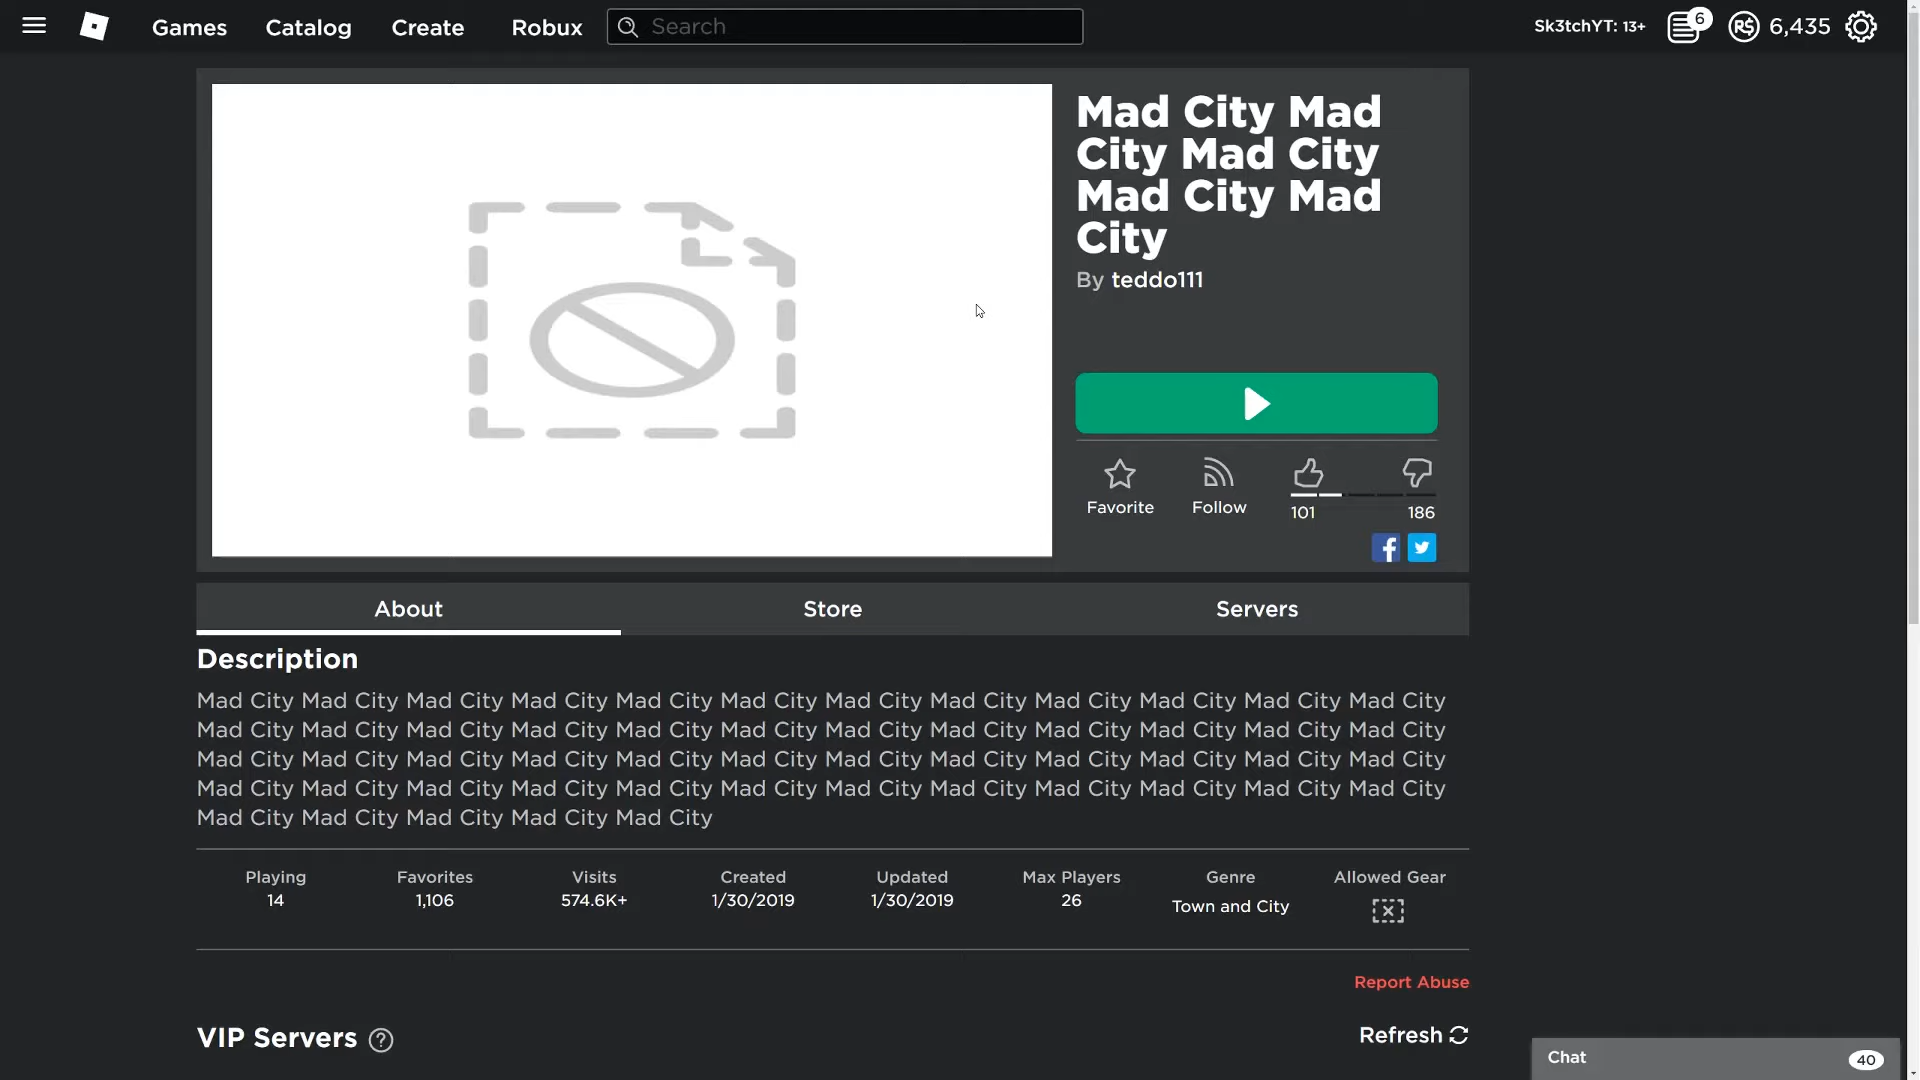 Games Catalog Create Robux Search Sk3tchYT: 13+ 6 R$ 6,435
Mad City Mad
City Mad City
Mad City Mad
City
By teddo111
Favorite Follow 101 186
About Store Servers
Description
Mad City Mad City Mad City Mad City Mad City Mad City Mad City Mad City Mad City Mad City Mad City Mad City
Mad City Mad City Mad City Mad City Mad City Mad City Mad City Mad City Mad City Mad City Mad City Mad City
Mad City Mad City Mad City Mad City Mad City Mad City Mad City Mad City Mad City Mad City Mad City Mad City
Mad City Mad City Mad City Mad City Mad City Mad City Mad City Mad City Mad City Mad City Mad City Mad City
Mad City Mad City Mad City Mad City Mad City
Playing Favorites Visits Created Updated Max Players Genre Allowed Gear
14 1,106 574.6K+ 1/30/2019 1/30/2019 26 Town and City
Report Abuse
VIP Servers ? Refresh
Chat 40